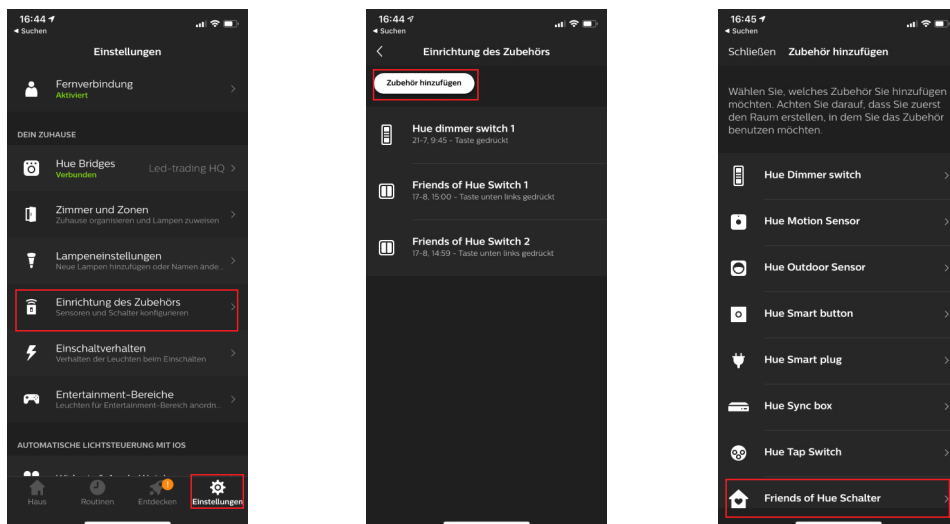 16:44
◄ Suchen
Einstellungen
Fernverbindung
Aktiviert
DEIN ZUHAUSE
Hue Bridges
Verbunden
Led-trading HQ
Zimmer und Zonen
Zuhause organisieren und Lampen zuweisen
Lampeneinstellungen
Neue Lampen hinzufügen oder Namen ände...
Einrichtung des Zubehörs
Sensoren und Schalter konfigurieren
Einschaltverhalten
Verhalten der Leuchten beim Einschalten
Entertainment-Bereiche
Leuchten für Entertainment-Bereich anordn...
AUTOMATISCHE LICHTSTEUERUNG MIT IOS
Haus
Routinen
Entdecken
Einstellungen
16:44
◄ Suchen
Einrichtung des Zubehörs
Zubehör hinzufügen
Hue dimmer switch 1
21-7, 9:45 - Taste gedrückt
Friends of Hue Switch 1
17-8, 15:00 - Taste unten links gedrückt
Friends of Hue Switch 2
17-8, 14:59 - Taste unten links gedrückt
16:45
◄ Suchen
Schließen Zubehör hinzufügen
Wählen Sie, welches Zubehör Sie hinzufügen
möchten. Achten Sie darauf, dass Sie zuerst
den Raum erstellen, in dem Sie das Zubehör
benutzen möchten.
Hue Dimmer switch
Hue Motion Sensor
Hue Outdoor Sensor
Hue Smart button
Hue Smart plug
Hue Sync box
Hue Tap Switch
Friends of Hue Schalter